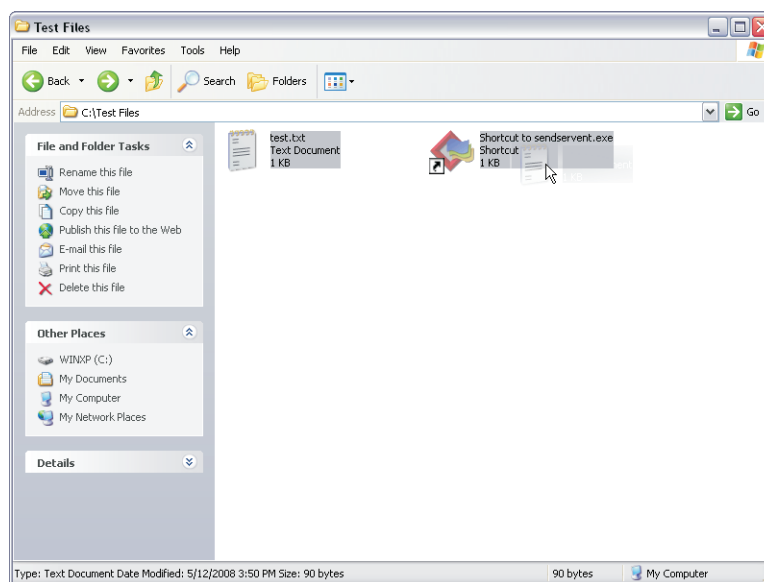 Test Files
File Edit View Favorites Tools Help
Back Search Folders
Address C:\Test Files Go
File and Folder Tasks
Rename this file
Move this file
Copy this file
Publish this file to the Web
E-mail this file
Print this file
Delete this file
Other Places
WINXP (C:)
My Documents
My Computer
My Network Places
Details
test.txt
Text Document
1 KB
Shortcut to sendservent.exe
Shortcut
1 KB
Type: Text Document Date Modified: 5/12/2008 3:50 PM Size: 90 bytes 90 bytes My Computer